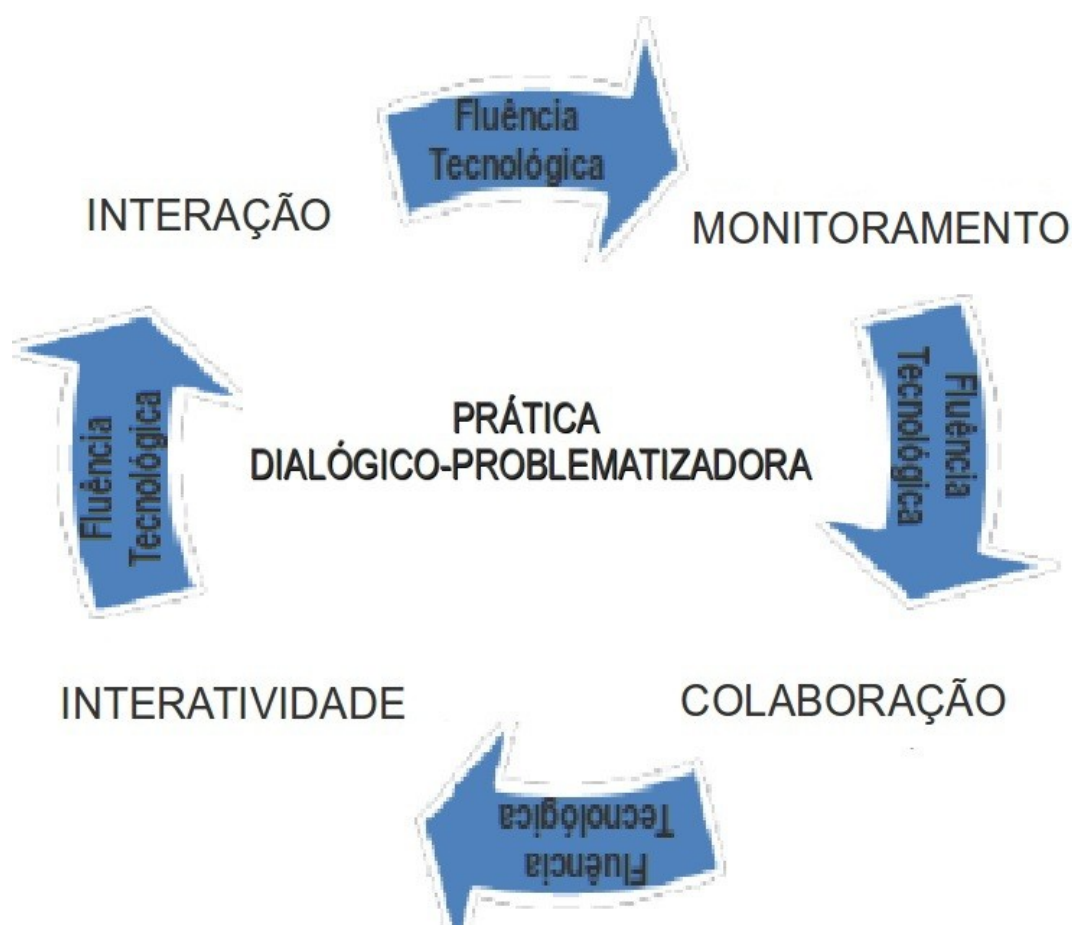 Fluência
Tecnológica
INTERAÇÃO
MONITORAMENTO
Fluência
Tecnológica
PRÁTICA
DIALÓGICO-PROBLEMATIZADORA
Fluência
Tecnológica
INTERATIVIDADE
COLABORAÇÃO
Fluência
Tecnológica